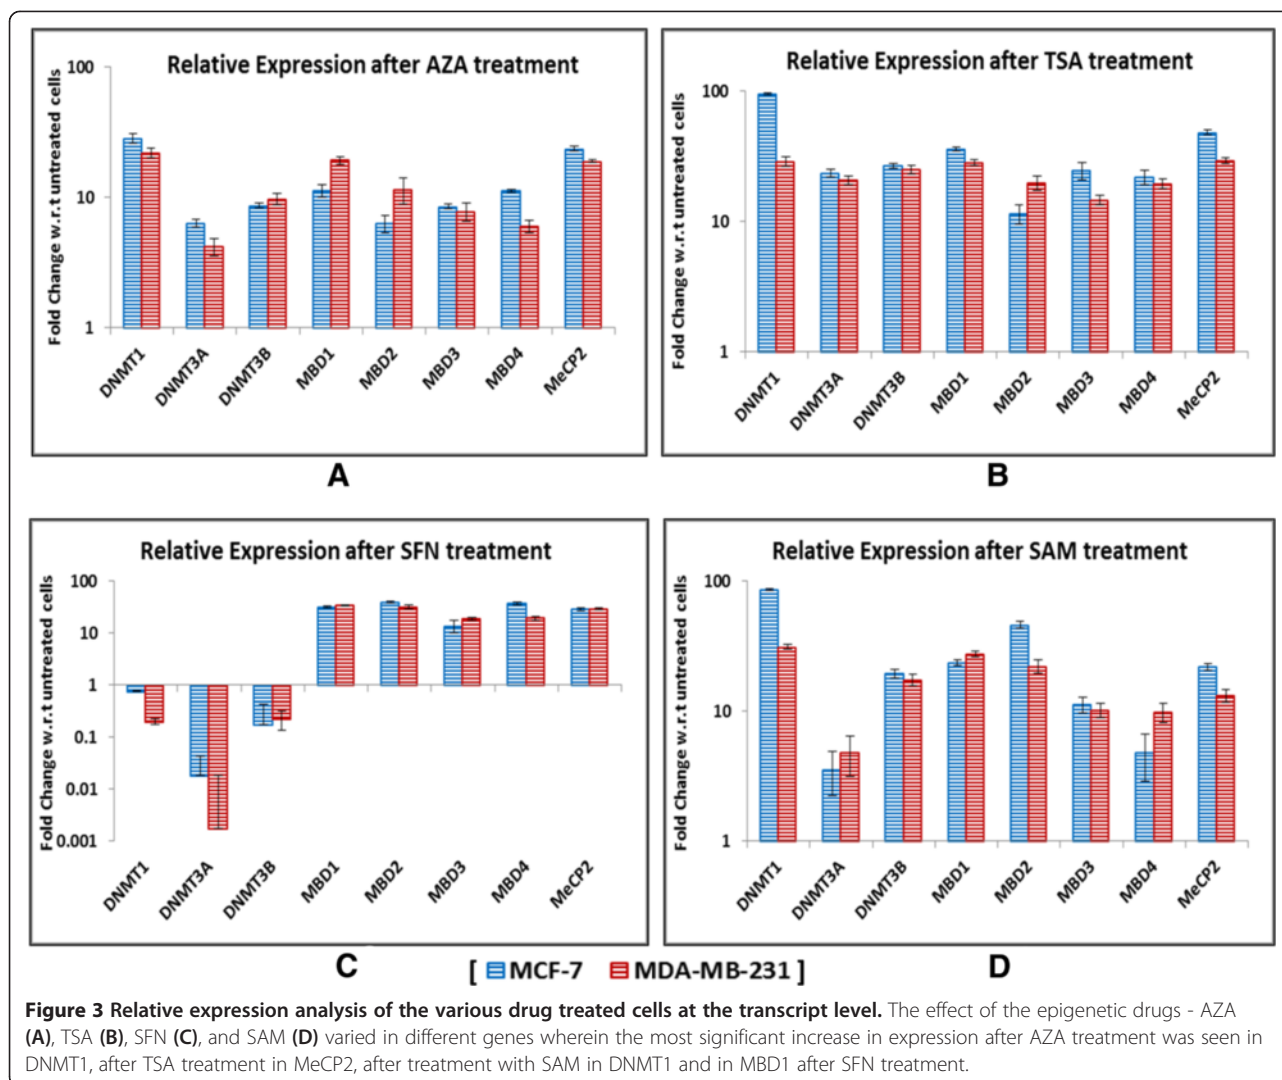 Relative Expression after AZA treatment
Fold Change w.r.t untreated cells
100
10
1
DNMT1
DNMT3A
DNMT3B
MBD1
MBD2
MBD3
MBD4
MeCP2
A
Relative Expression after TSA treatment
Fold Change w.r.t untreated cells
100
10
1
DNMT1
DNMT3A
DNMT3B
MBD1
MBD2
MBD3
MBD4
MeCP2
B
Relative Expression after SFN treatment
Fold Change w.r.t untreated cells
100
10
1
0.1
0.01
0.001
DNMT1
DNMT3A
DNMT3B
MBD1
MBD2
MBD3
MBD4
MeCP2
C
Relative Expression after SAM treatment
Fold Change w.r.t untreated cells
100
10
1
DNMT1
DNMT3A
DNMT3B
MBD1
MBD2
MBD3
MBD4
MeCP2
D
[ MCF-7 MDA-MB-231 ]
Figure 3 Relative expression analysis of the various drug treated cells at the transcript level. The effect of the epigenetic drugs - AZA
(A), TSA (B), SFN (C), and SAM (D) varied in different genes wherein the most significant increase in expression after AZA treatment was seen in
DNMT1, after TSA treatment in MeCP2, after treatment with SAM in DNMT1 and in MBD1 after SFN treatment.